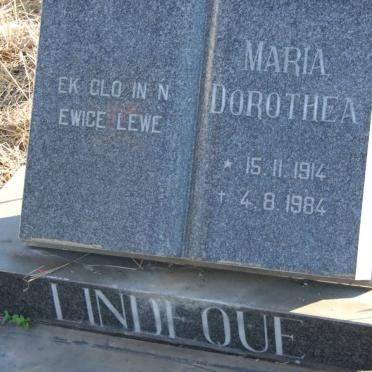 EK GLO IN N
EWIGE LEWE
MARIA
DOROTHEA
* 15.11.1914
† 4.8.1984
LINDEQUE